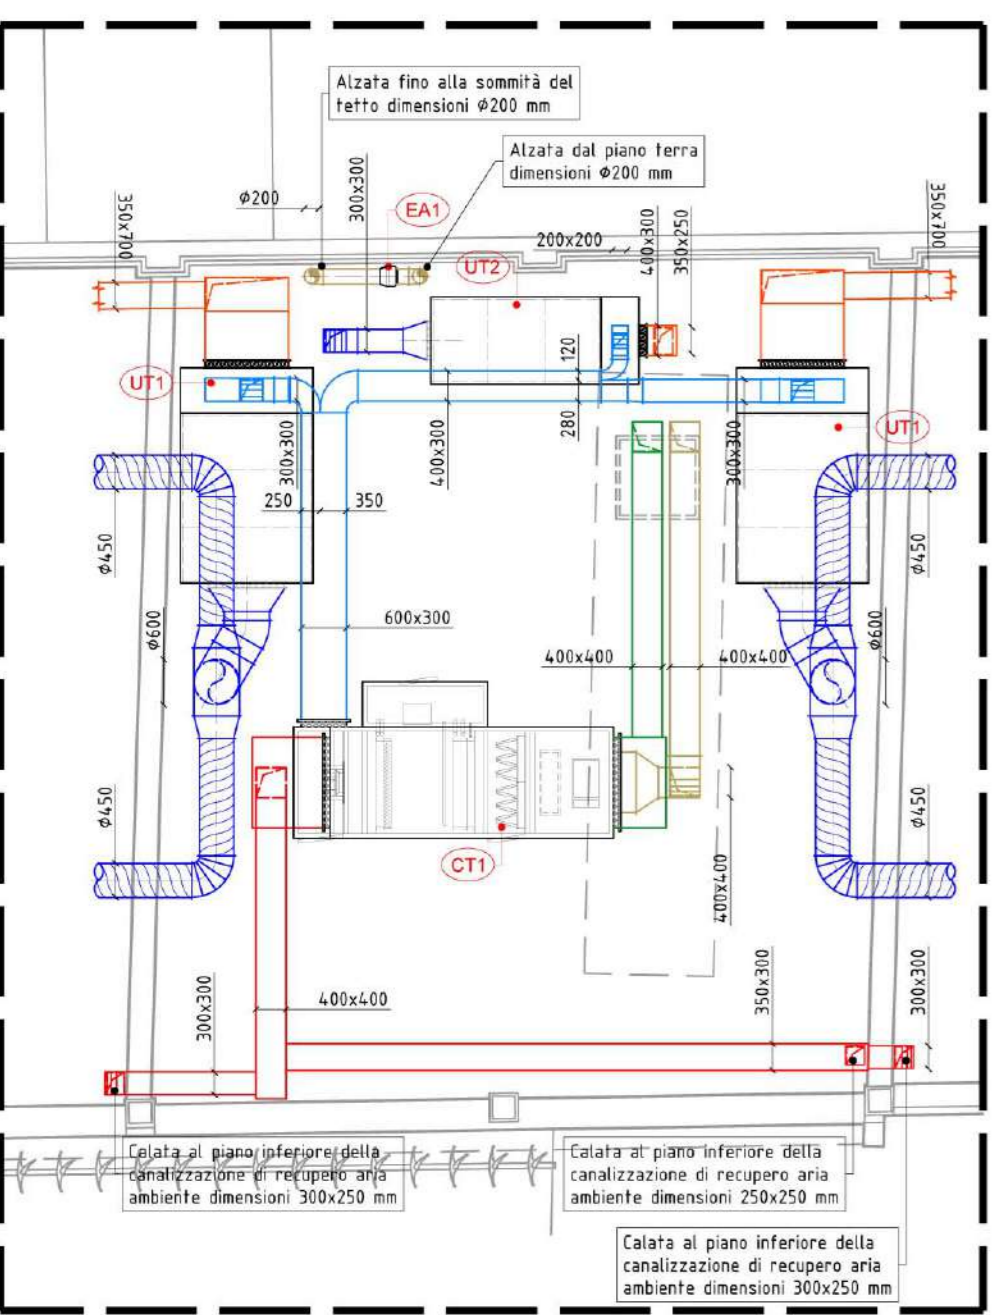 Alzata fino alla sommità del
tetto dimensioni Φ200 mm
Alzata dal piano terra
dimensioni Φ200 mm
Φ200
300x300
EA1
350x700
200x200
400x300
350x250
350x700
UT2
UT1
120
280
UT1
300x300
400x300
300x300
250
350
Φ450
Φ450
Φ600
600x300
Φ600
400x400
400x400
Φ450
CT1
400x400
Φ450
300x300
400x400
350x300
300x300
Calata al piano inferiore della
canalizzazione di recupero aria
ambiente dimensioni 300x250 mm
Calata al piano inferiore della
canalizzazione di recupero aria
ambiente dimensioni 250x250 mm
Calata al piano inferiore della
canalizzazione di recupero aria
ambiente dimensioni 300x250 mm